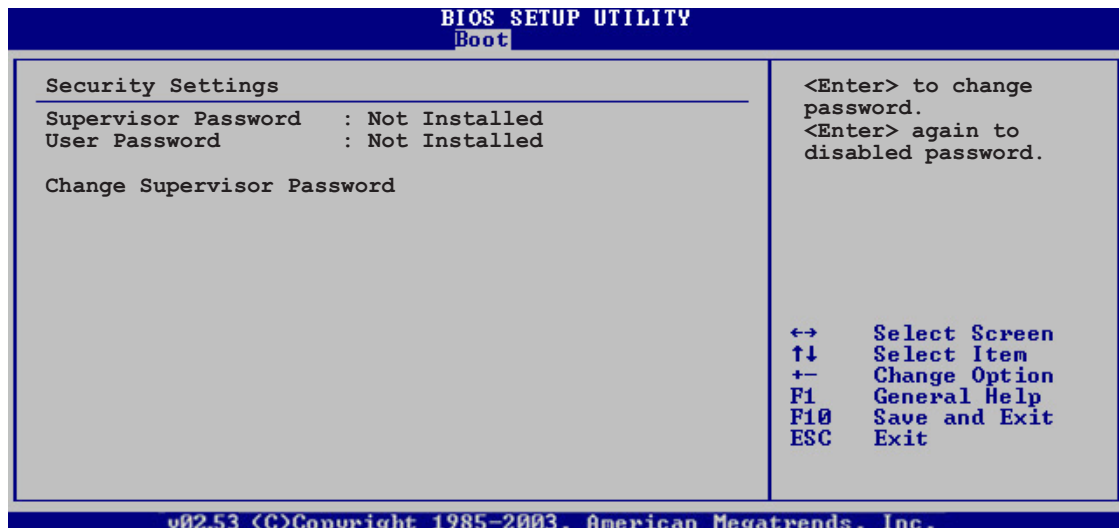 BIOS SETUP UTILITY
Boot
Security Settings
Supervisor Password : Not Installed
User Password : Not Installed
Change Supervisor Password
<Enter> to change
password.
<Enter> again to
disabled password.
←→ Select Screen
↑↓ Select Item
+− Change Option
F1 General Help
F10 Save and Exit
ESC Exit
v02.53 (C)Copyright 1985-2003, American Megatrends, Inc.